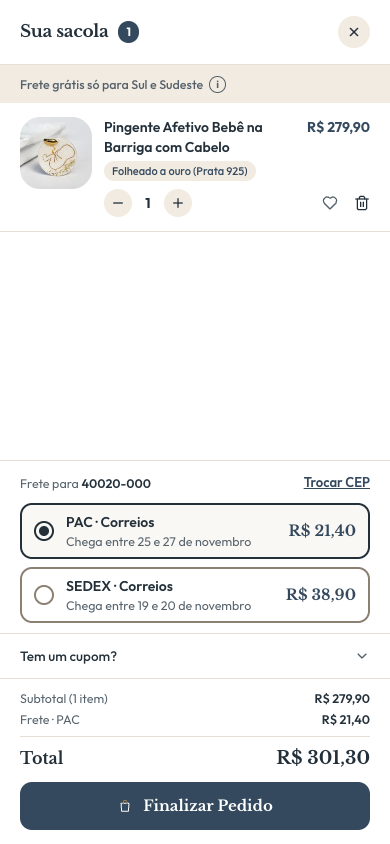 Sua sacola 1
Frete grátis só para Sul e Sudeste i
Pingente Afetivo Bebê na R$ 279,90
Barriga com Cabelo
Folheado a ouro (Prata 925)
− 1 +
Frete para 40020-000 Trocar CEP
PAC · Correios
Chega entre 25 e 27 de novembro
R$ 21,40
SEDEX · Correios
Chega entre 19 e 20 de novembro
R$ 38,90
Tem um cupom?
Subtotal (1 item) R$ 279,90
Frete · PAC R$ 21,40
Total R$ 301,30
Finalizar Pedido